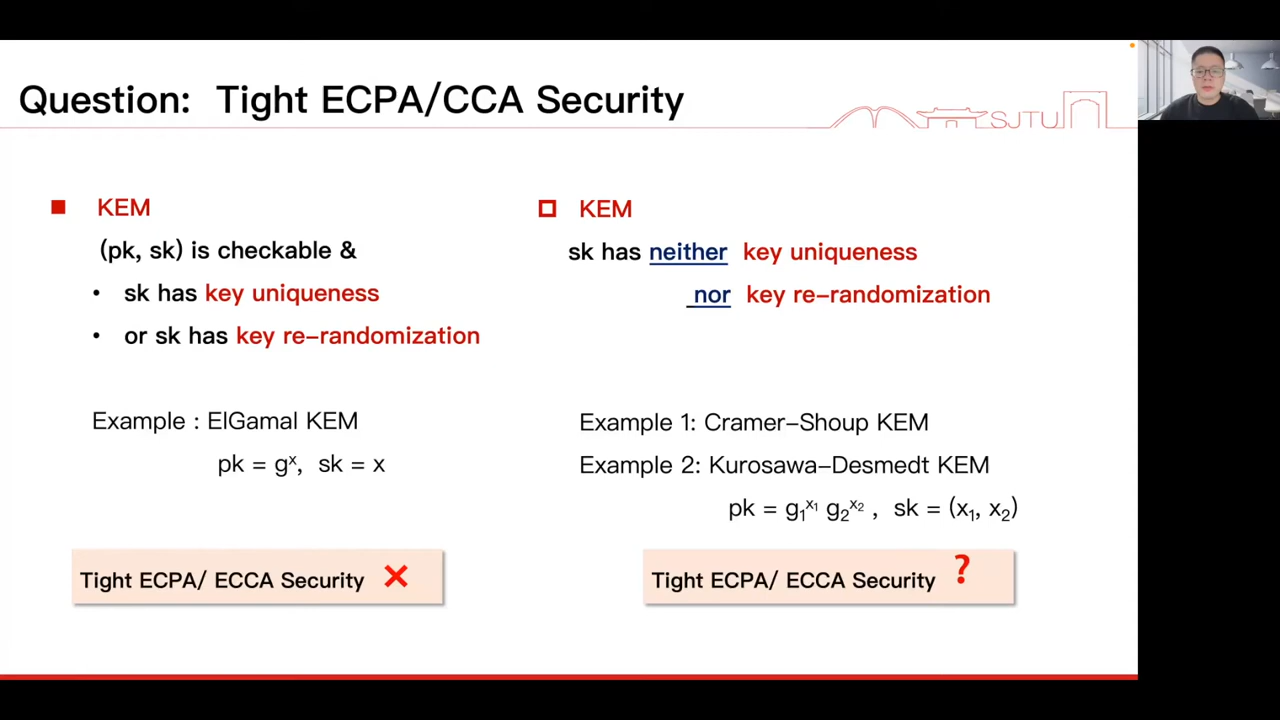 Question: Tight ECPA/CCA Security
SJTU
KEM
(pk, sk) is checkable &
• sk has key uniqueness
• or sk has key re-randomization
Example : ElGamal KEM
pk = gˣ, sk = x
Tight ECPA/ ECCA Security ×
KEM
sk has neither key uniqueness
nor key re-randomization
Example 1: Cramer-Shoup KEM
Example 2: Kurosawa-Desmedt KEM
pk = g₁^x₁ g₂^x₂ , sk = (x₁, x₂)
Tight ECPA/ ECCA Security ?